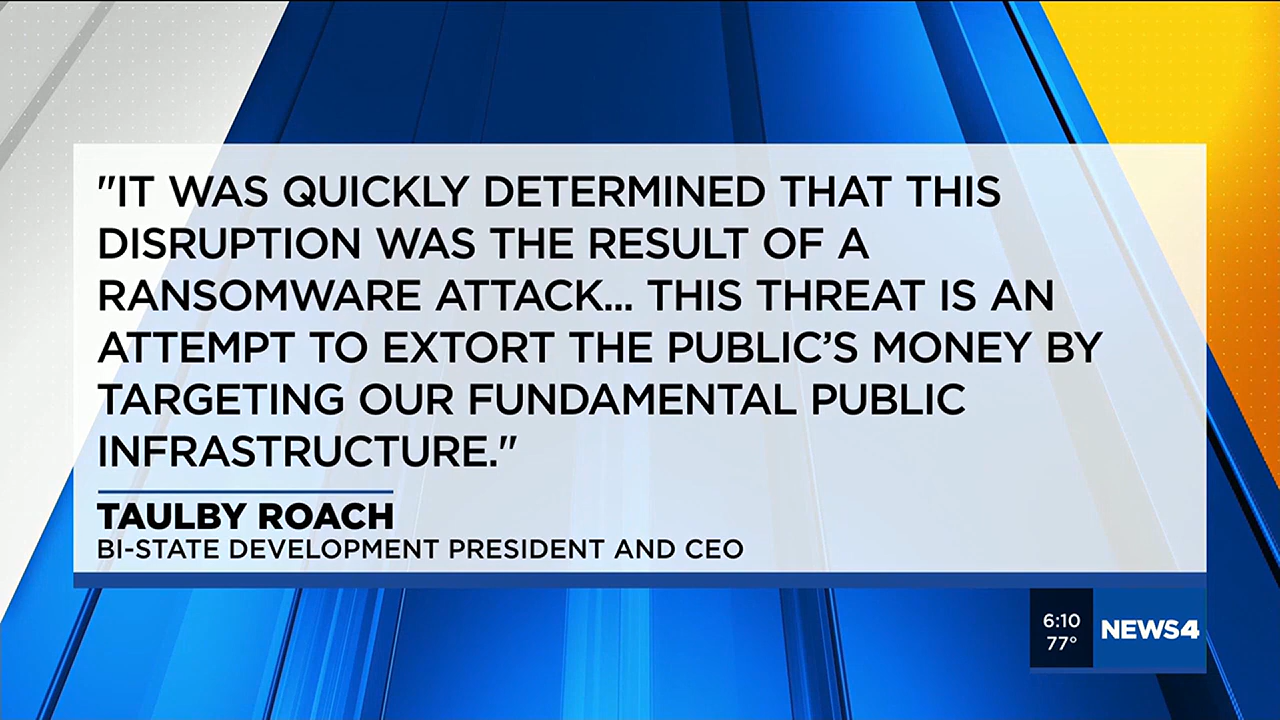 "IT WAS QUICKLY DETERMINED THAT THIS
DISRUPTION WAS THE RESULT OF A
RANSOMWARE ATTACK... THIS THREAT IS AN
ATTEMPT TO EXTORT THE PUBLIC’S MONEY BY
TARGETING OUR FUNDAMENTAL PUBLIC
INFRASTRUCTURE."
TAULBY ROACH
BI-STATE DEVELOPMENT PRESIDENT AND CEO
6:10
77°
NEWS4